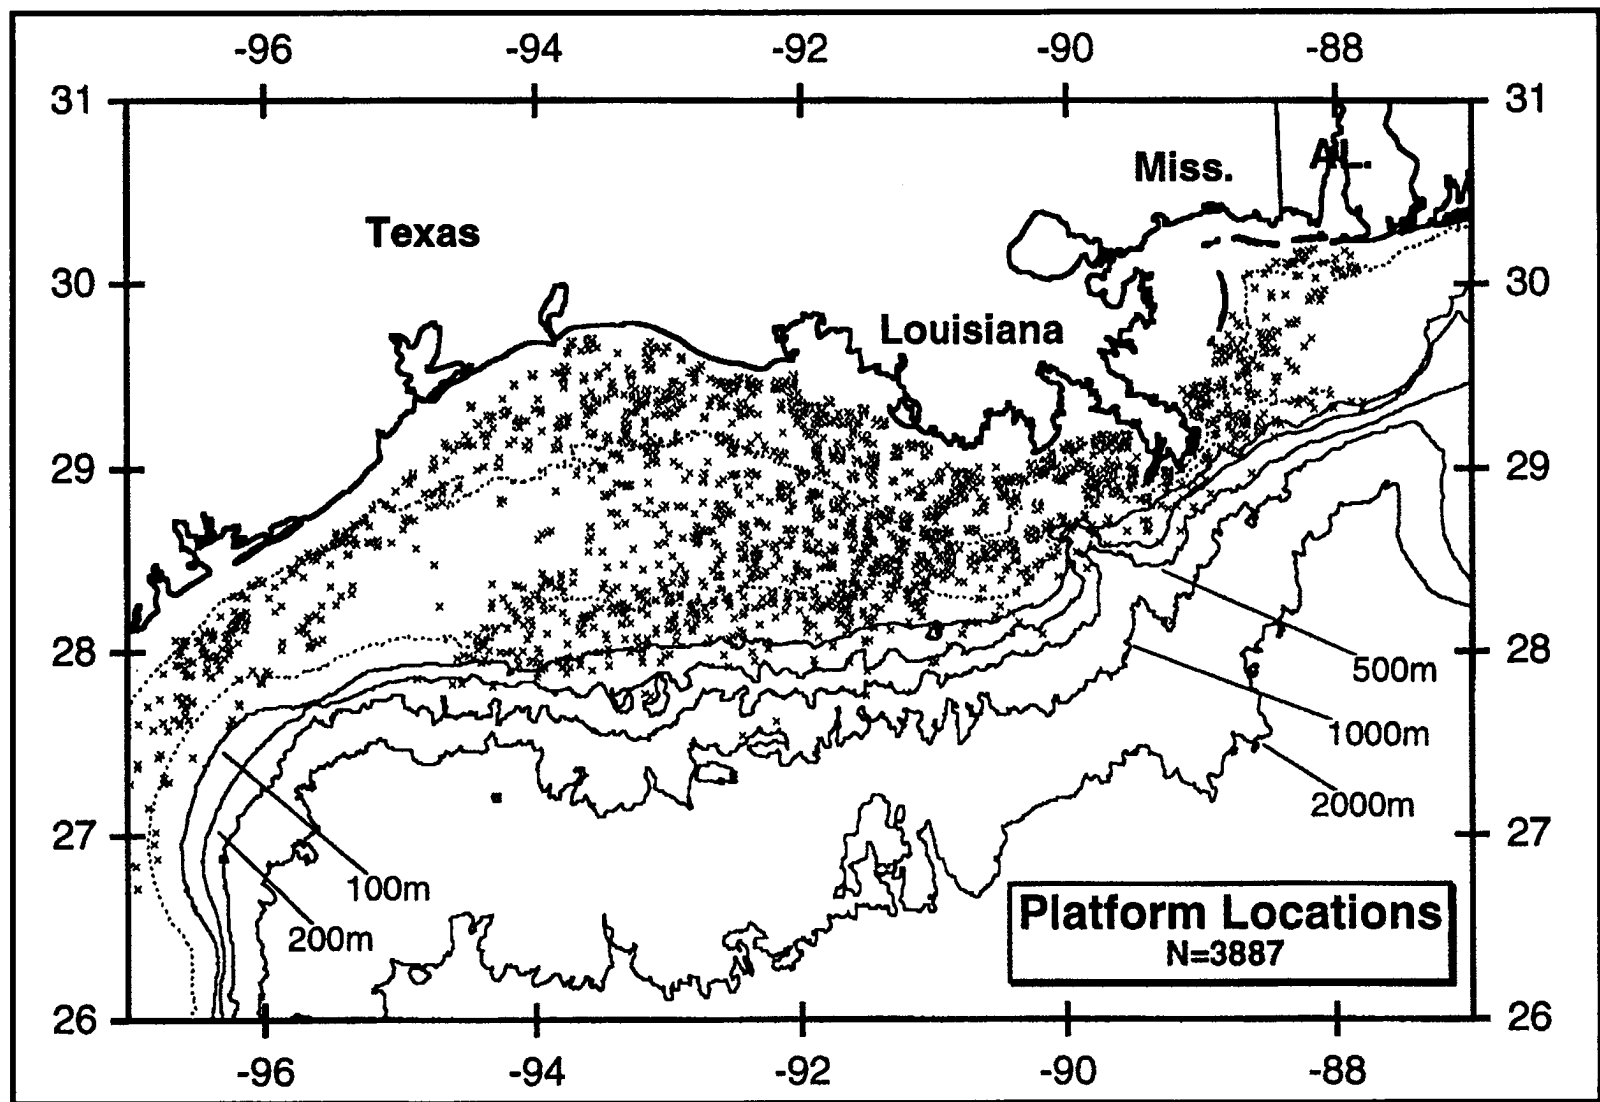 -96 -94 -92 -90 -88
31 31
Miss. AL.
Texas
30 30
Louisiana
29 29
28 28
500m
1000m
2000m
27 27
100m
200m
Platform Locations
N=3887
26 26
-96 -94 -92 -90 -88